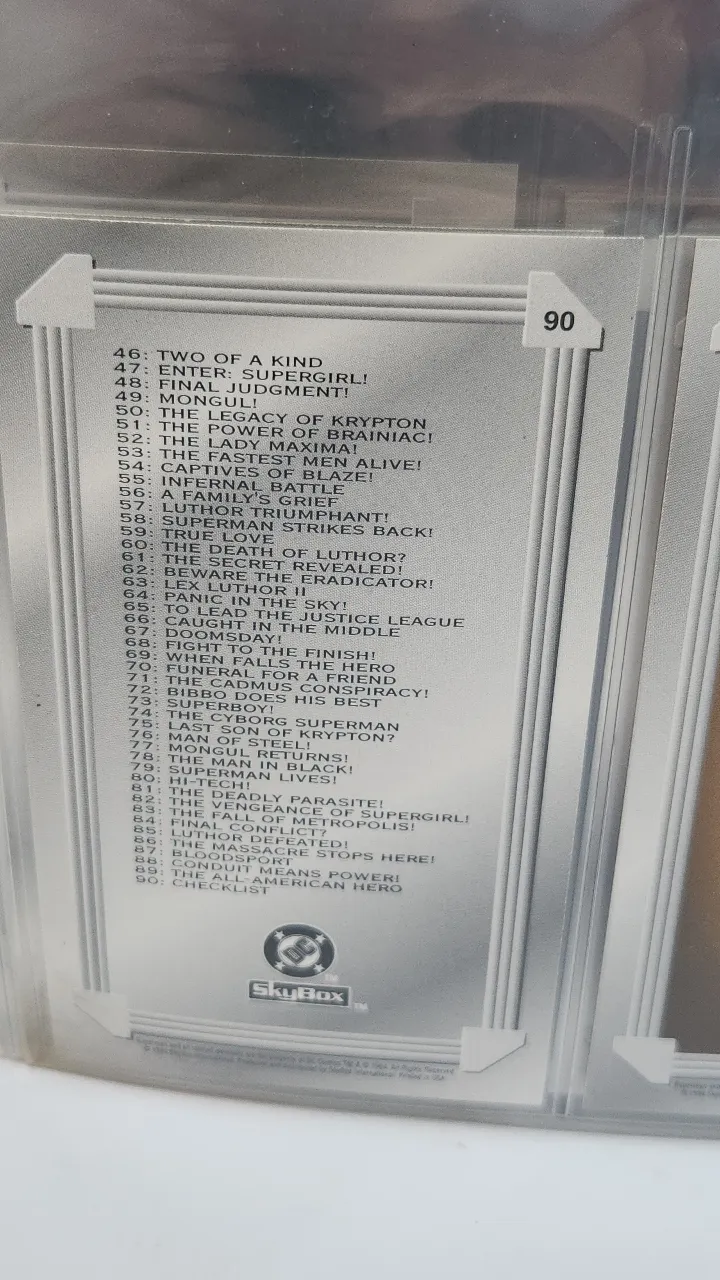 90
46: TWO OF A KIND
47: ENTER: SUPERGIRL!
48: FINAL JUDGMENT!
49: MONGUL!
50: THE LEGACY OF KRYPTON
51: THE POWER OF BRAINIAC!
52: THE LADY MAXIMA!
53: THE FASTEST MEN ALIVE!
54: CAPTIVES OF BLAZE!
55: INFERNAL BATTLE
56: A FAMILY'S GRIEF
57: LUTHOR TRIUMPHANT!
58: SUPERMAN STRIKES BACK!
59: TRUE LOVE
60: THE DEATH OF LUTHOR?
61: THE SECRET REVEALED!
62: BEWARE THE ERADICATOR!
63: LEX LUTHOR II
64: PANIC IN THE SKY!
65: TO LEAD THE JUSTICE LEAGUE
66: CAUGHT IN THE MIDDLE
67: DOOMSDAY!
68: FIGHT TO THE FINISH!
69: WHEN FALLS THE HERO
70: FUNERAL FOR A FRIEND
71: THE CADMUS CONSPIRACY!
72: BIBBO DOES HIS BEST
73: SUPERBOY!
74: THE CYBORG SUPERMAN
75: LAST SON OF KRYPTON?
76: MAN OF STEEL!
77: MONGUL RETURNS!
78: THE MAN IN BLACK!
79: SUPERMAN LIVES!
80: HI-TECH!
81: THE DEADLY PARASITE!
82: THE VENGEANCE OF SUPERGIRL!
83: THE FALL OF METROPOLIS!
84: FINAL CONFLICT?
85: LUTHOR DEFEATED!
86: THE MASSACRE STOPS HERE!
87: BLOODSPORT
88: CONDUIT MEANS POWER!
89: THE ALL-AMERICAN HERO
90: CHECKLIST
DC TM
SkyBox TM